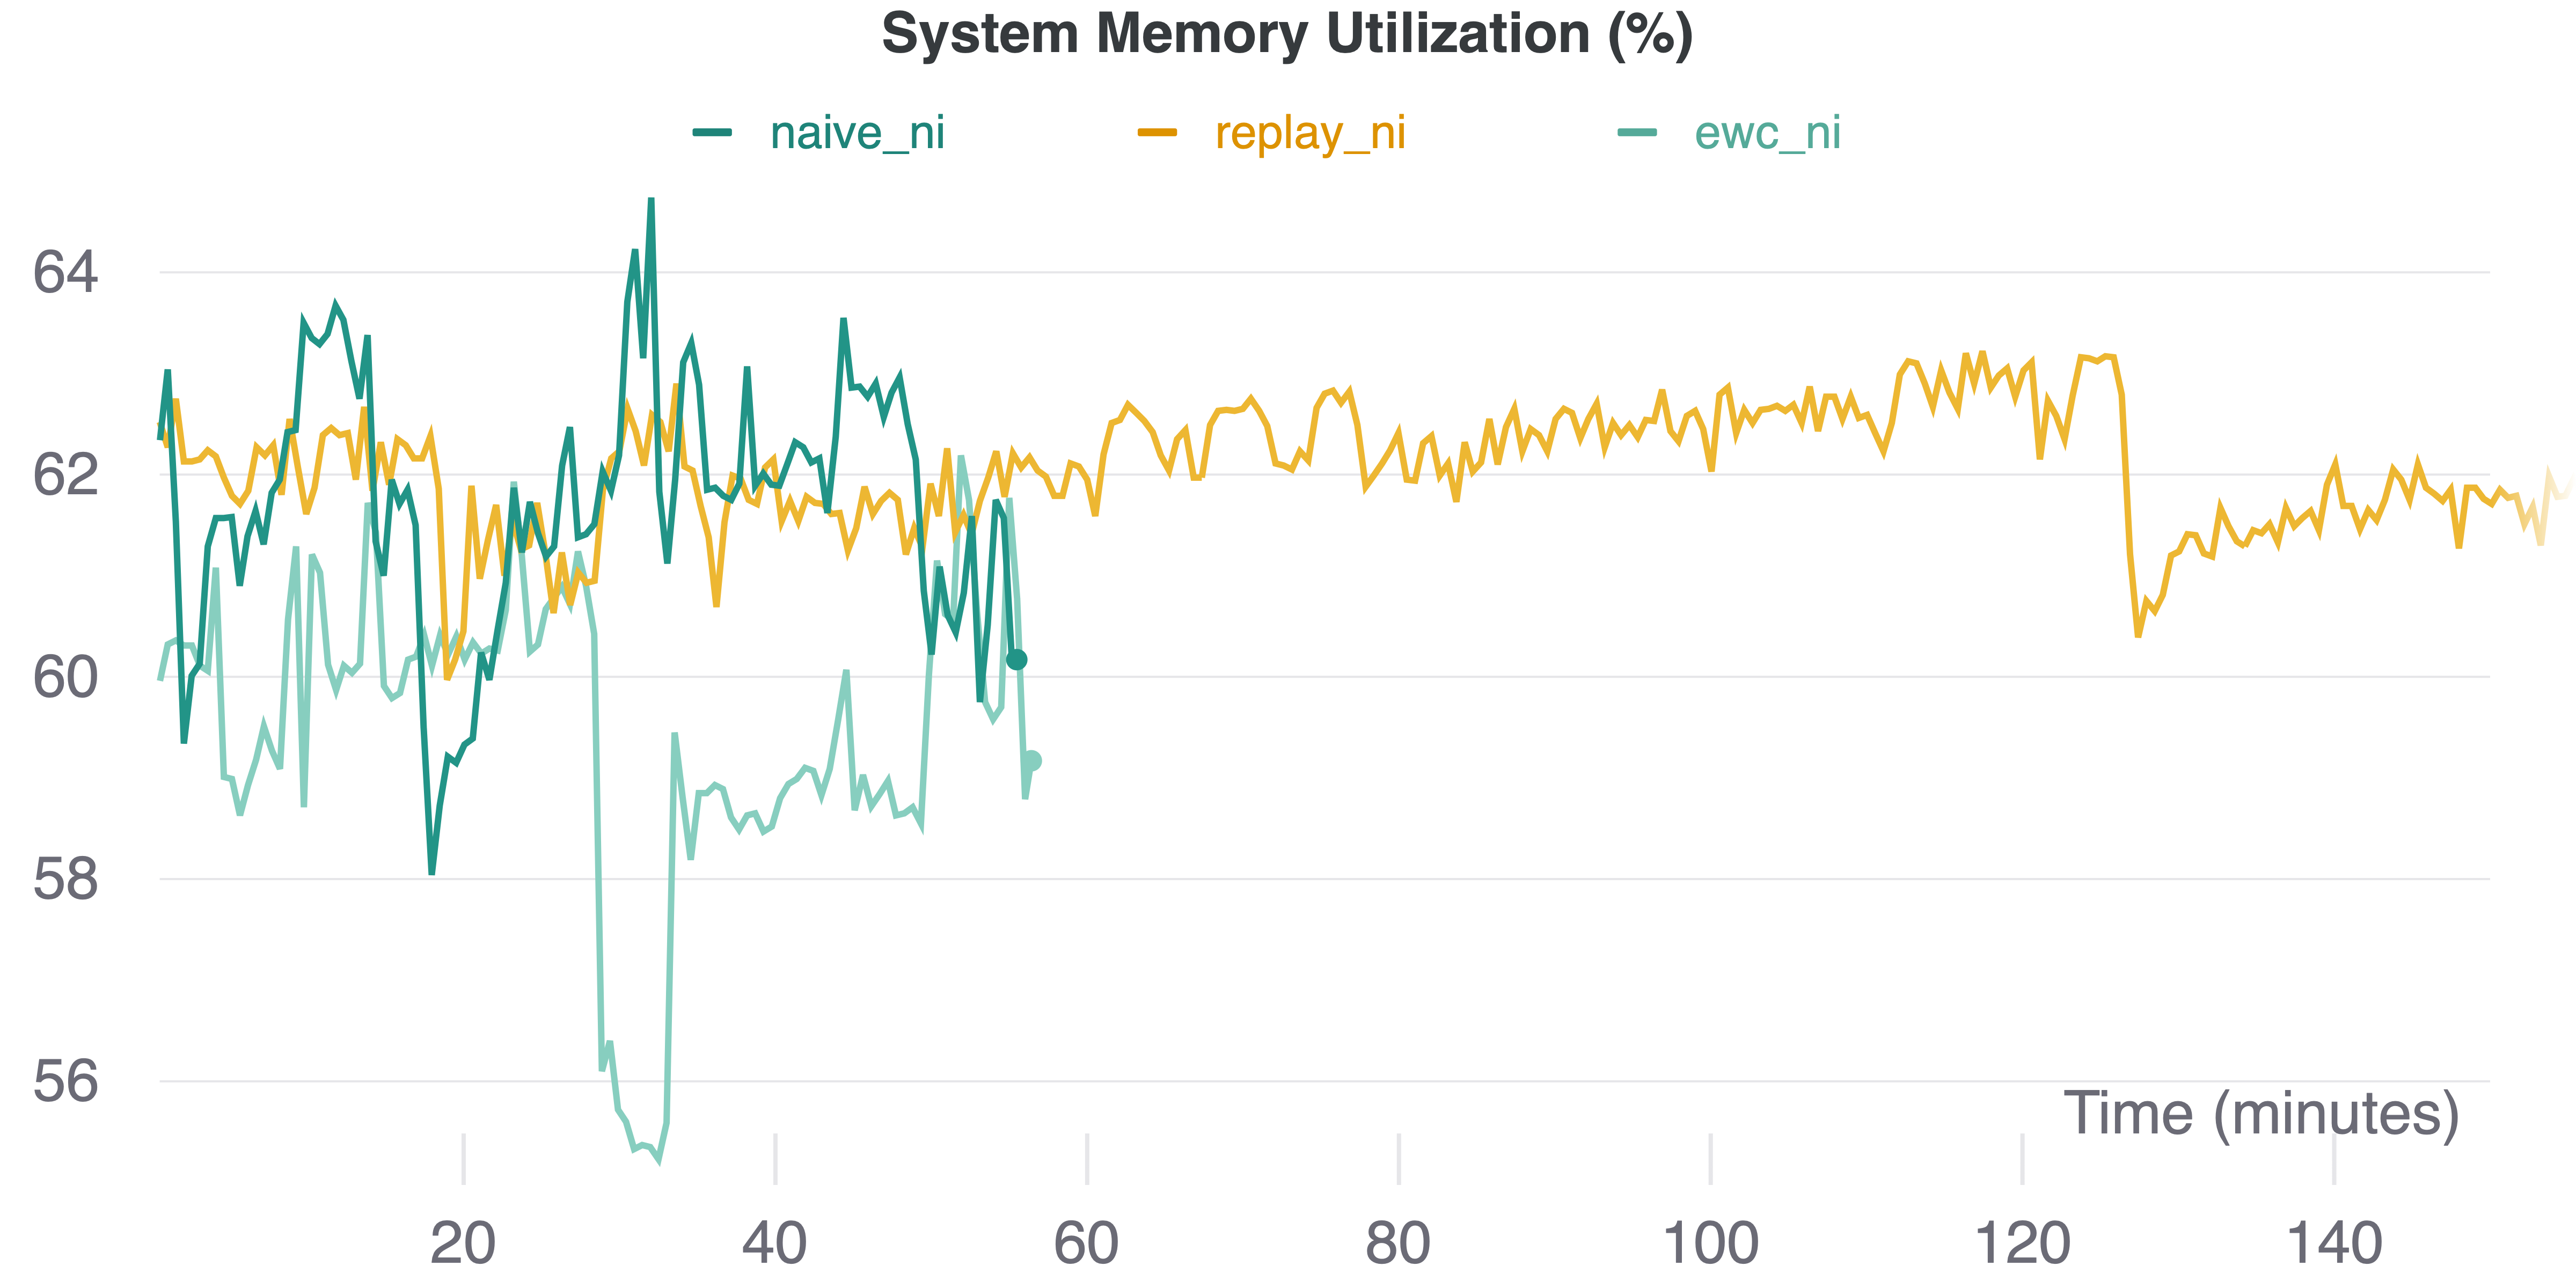 System Memory Utilization (%)
naive_ni replay_ni ewc_ni
64
62
60
58
56
Time (minutes)
20 40 60 80 100 120 140